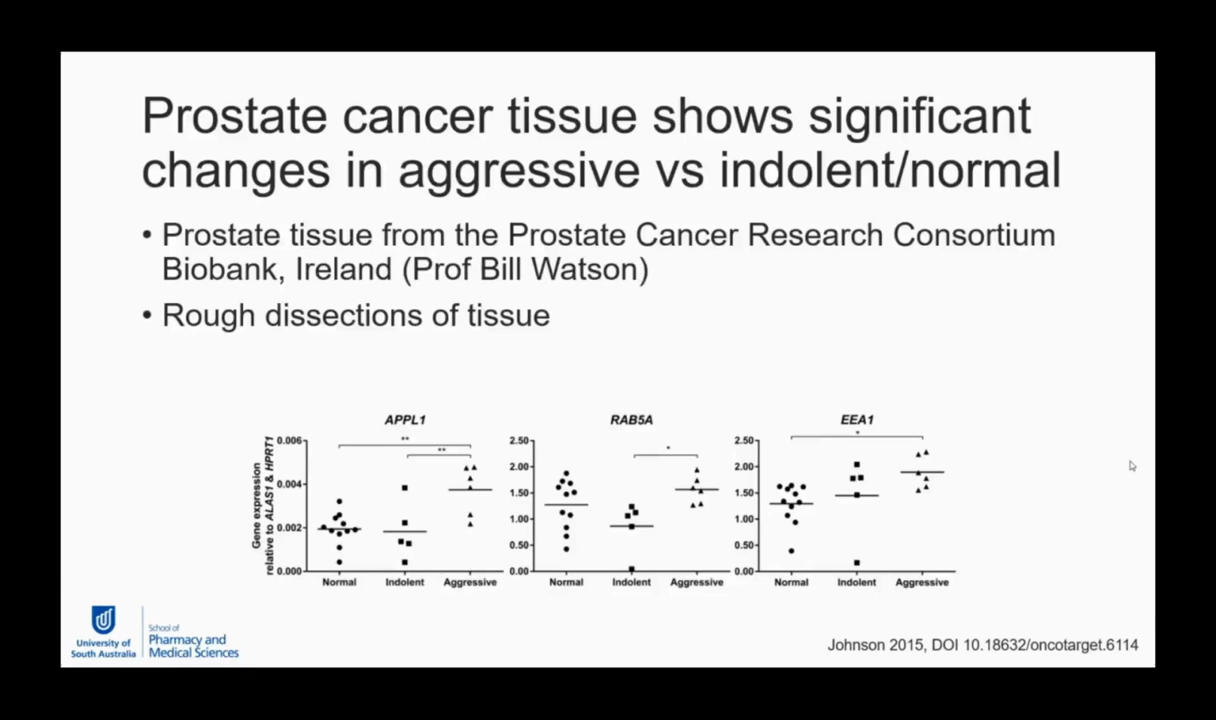 Prostate cancer tissue shows significant
changes in aggressive vs indolent/normal
• Prostate tissue from the Prostate Cancer Research Consortium
Biobank, Ireland (Prof Bill Watson)
• Rough dissections of tissue
APPL1
Gene expression
relative to ALAS1 & HPRT1
0.006
0.004
0.002
0.000
**
**
Normal Indolent Aggressive
RAB5A
2.50
2.00
1.50
1.00
0.50
0.00
*
Normal Indolent Aggressive
EEA1
2.50
2.00
1.50
1.00
0.50
0.00
*
Normal Indolent Aggressive
University of
South Australia
School of
Pharmacy and
Medical Sciences
Johnson 2015, DOI 10.18632/oncotarget.6114